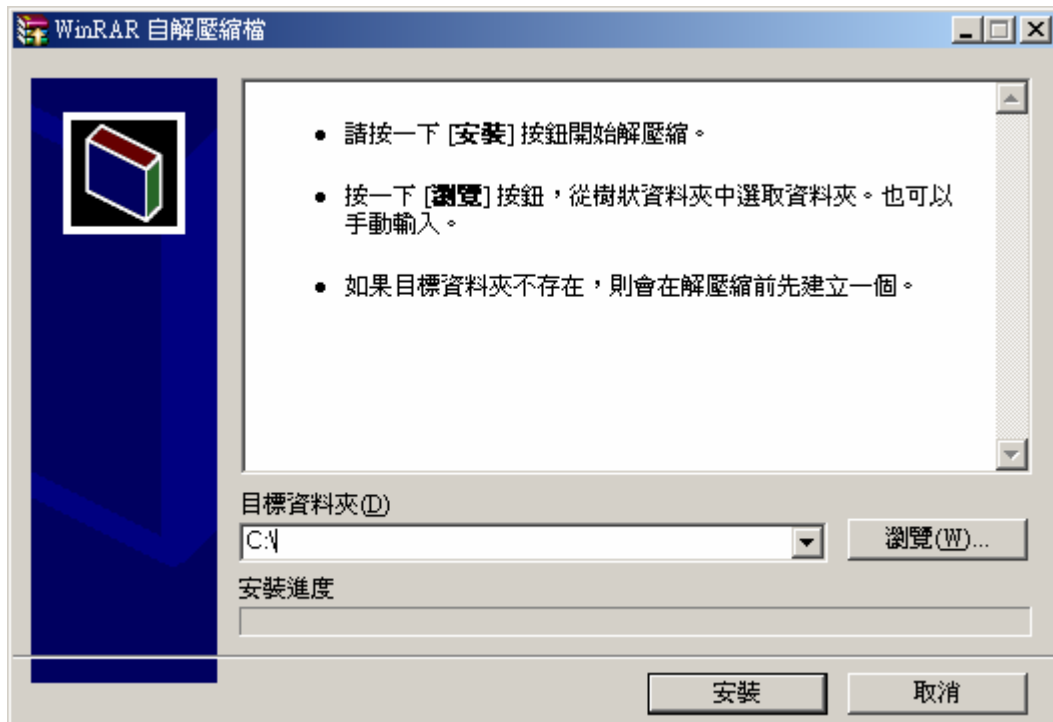 WinRAR 自解壓縮檔
請按一下 [安裝] 按鈕開始解壓縮。
按一下 [瀏覽] 按鈕，從樹狀資料夾中選取資料夾。也可以
手動輸入。
如果目標資料夾不存在，則會在解壓縮前先建立一個。
目標資料夾(D)
C:\
瀏覽(W)...
安裝進度
安裝
取消